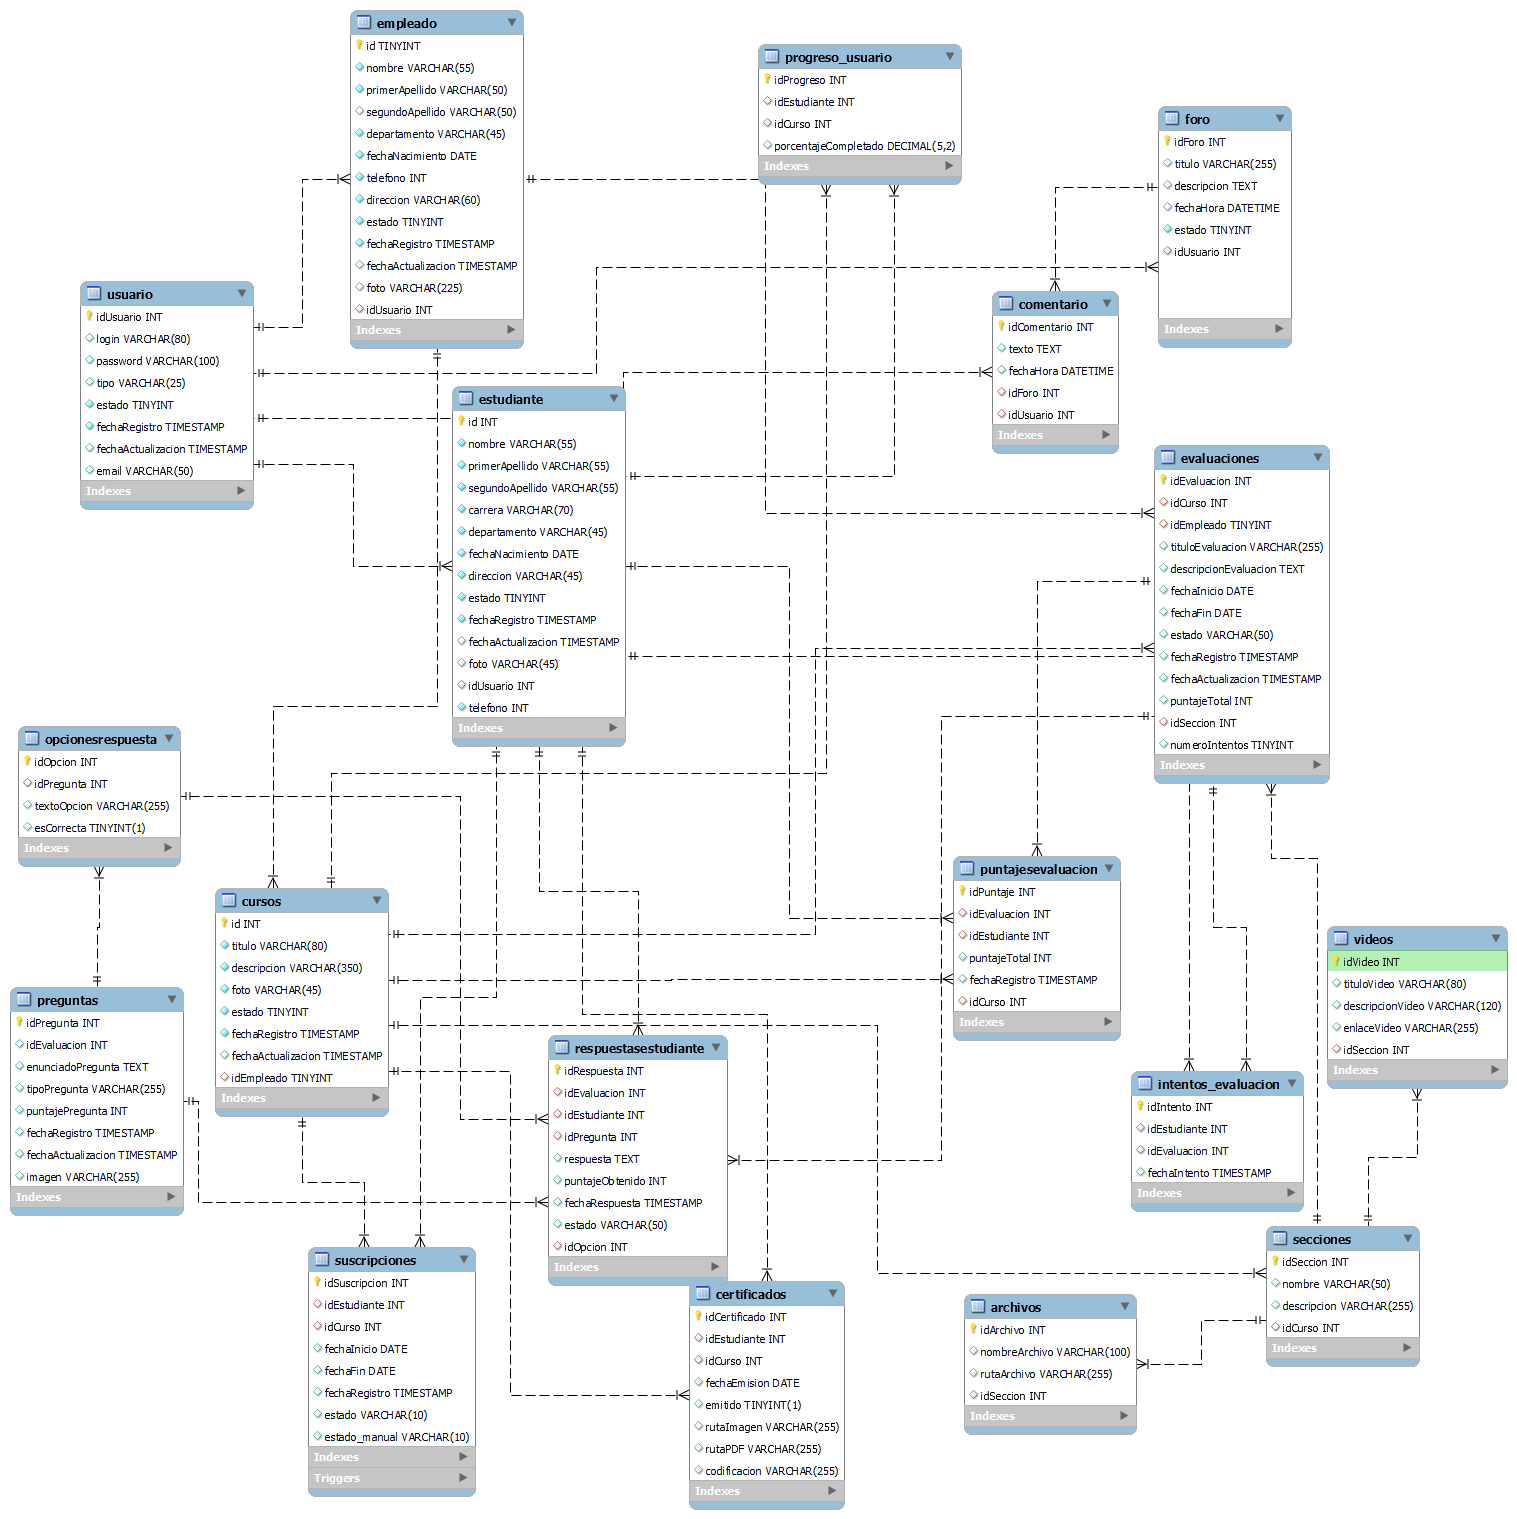 empleado
id TINYINT
nombre VARCHAR(55)
primerApellido VARCHAR(50)
segundoApellido VARCHAR(50)
departamento VARCHAR(45)
fechaNacimiento DATE
telefono INT
direccion VARCHAR(60)
estado TINYINT
fechaRegistro TIMESTAMP
fechaActualizacion TIMESTAMP
foto VARCHAR(225)
idUsuario INT
Indexes
progreso_usuario
idProgreso INT
idEstudiante INT
idCurso INT
porcentajeCompletado DECIMAL(5,2)
Indexes
foro
idForo INT
titulo VARCHAR(255)
descripcion TEXT
fechaHora DATETIME
estado TINYINT
idUsuario INT
Indexes
usuario
idUsuario INT
login VARCHAR(80)
password VARCHAR(100)
tipo VARCHAR(25)
estado TINYINT
fechaRegistro TIMESTAMP
fechaActualizacion TIMESTAMP
email VARCHAR(50)
Indexes
comentario
idComentario INT
texto TEXT
fechaHora DATETIME
idForo INT
idUsuario INT
Indexes
estudiante
id INT
nombre VARCHAR(55)
primerApellido VARCHAR(55)
segundoApellido VARCHAR(55)
carrera VARCHAR(70)
departamento VARCHAR(45)
fechaNacimiento DATE
direccion VARCHAR(45)
estado TINYINT
fechaRegistro TIMESTAMP
fechaActualizacion TIMESTAMP
foto VARCHAR(45)
idUsuario INT
telefono INT
Indexes
evaluaciones
idEvaluacion INT
idCurso INT
idEmpleado TINYINT
tituloEvaluacion VARCHAR(255)
descripcionEvaluacion TEXT
fechaInicio DATE
fechaFin DATE
estado VARCHAR(50)
fechaRegistro TIMESTAMP
fechaActualizacion TIMESTAMP
puntajeTotal INT
idSeccion INT
numeroIntentos TINYINT
Indexes
opcionesrespuesta
idOpcion INT
idPregunta INT
textoOpcion VARCHAR(255)
esCorrecta TINYINT(1)
Indexes
cursos
id INT
titulo VARCHAR(80)
descripcion VARCHAR(350)
foto VARCHAR(45)
estado TINYINT
fechaRegistro TIMESTAMP
fechaActualizacion TIMESTAMP
idEmpleado TINYINT
Indexes
puntajesevaluacion
idPuntaje INT
idEvaluacion INT
idEstudiante INT
puntajeTotal INT
fechaRegistro TIMESTAMP
idCurso INT
Indexes
videos
idVideo INT
tituloVideo VARCHAR(80)
descripcionVideo VARCHAR(120)
enlaceVideo VARCHAR(255)
idSeccion INT
Indexes
preguntas
idPregunta INT
idEvaluacion INT
enunciadoPregunta TEXT
tipoPregunta VARCHAR(255)
puntajePregunta INT
fechaRegistro TIMESTAMP
fechaActualizacion TIMESTAMP
imagen VARCHAR(255)
Indexes
respuestasestudiante
idRespuesta INT
idEvaluacion INT
idEstudiante INT
idPregunta INT
respuesta TEXT
puntajeObtenido INT
fechaRespuesta TIMESTAMP
estado VARCHAR(50)
idOpcion INT
Indexes
intentos_evaluacion
idIntento INT
idEstudiante INT
idEvaluacion INT
fechaIntento TIMESTAMP
Indexes
suscripciones
idSuscripcion INT
idEstudiante INT
idCurso INT
fechaInicio DATE
fechaFin DATE
fechaRegistro TIMESTAMP
estado VARCHAR(10)
estado_manual VARCHAR(10)
Indexes
Triggers
certificados
idCertificado INT
idEstudiante INT
idCurso INT
fechaEmision DATE
emitido TINYINT(1)
rutaImagen VARCHAR(255)
rutaPDF VARCHAR(255)
codificacion VARCHAR(255)
Indexes
archivos
idArchivo INT
nombreArchivo VARCHAR(100)
rutaArchivo VARCHAR(255)
idSeccion INT
Indexes
secciones
idSeccion INT
nombre VARCHAR(50)
descripcion VARCHAR(255)
idCurso INT
Indexes